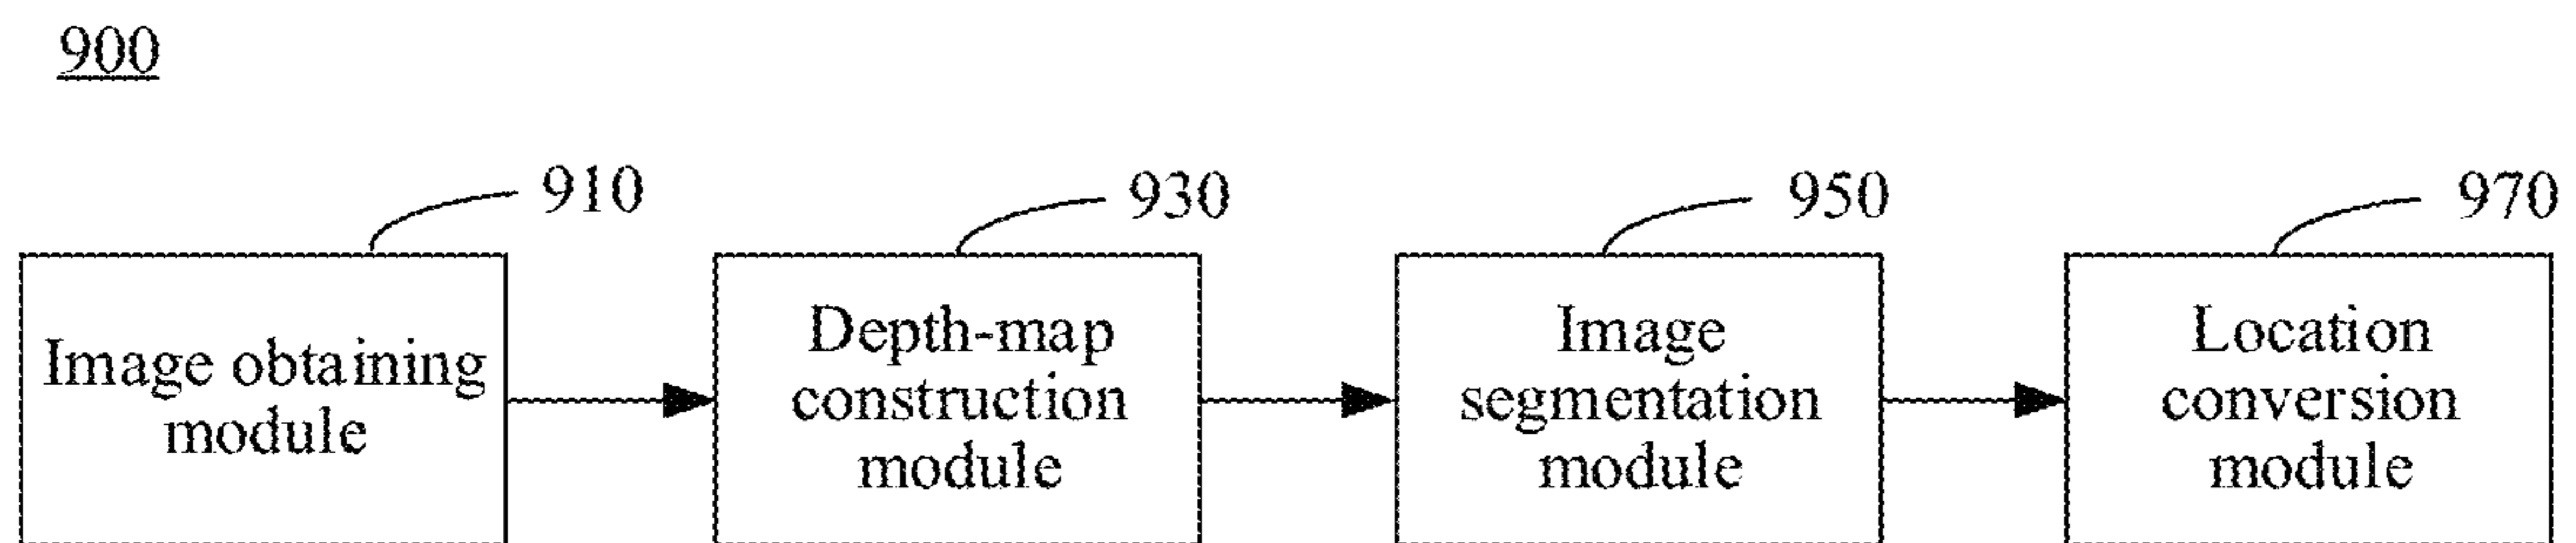 900
910
930
950
970
Image obtaining
module
Depth-map
construction
module
Image
segmentation
module
Location
conversion
module